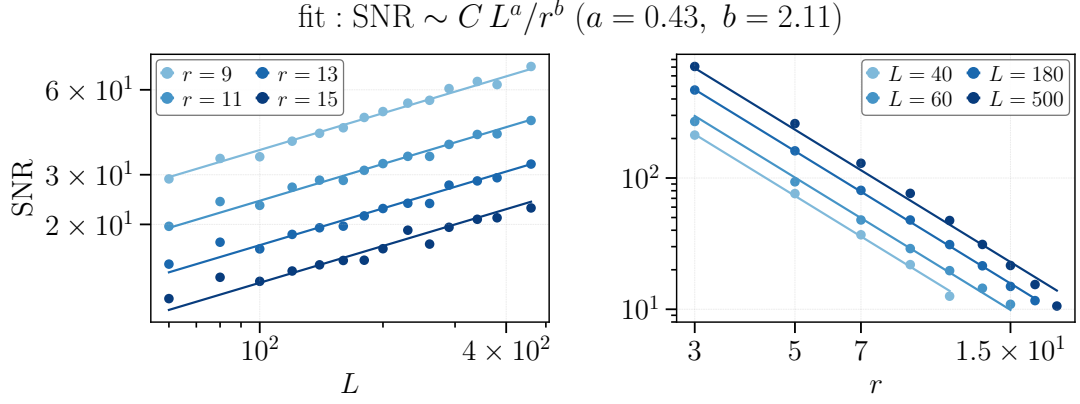 fit : SNR ∼ C L^a/r^b (a = 0.43, b = 2.11)
SNR
6 × 10^1
3 × 10^1
2 × 10^1
r = 9
r = 11
r = 13
r = 15
10^2
4 × 10^2
L
10^2
10^1
L = 40
L = 60
L = 180
L = 500
3
5
7
1.5 × 10^1
r